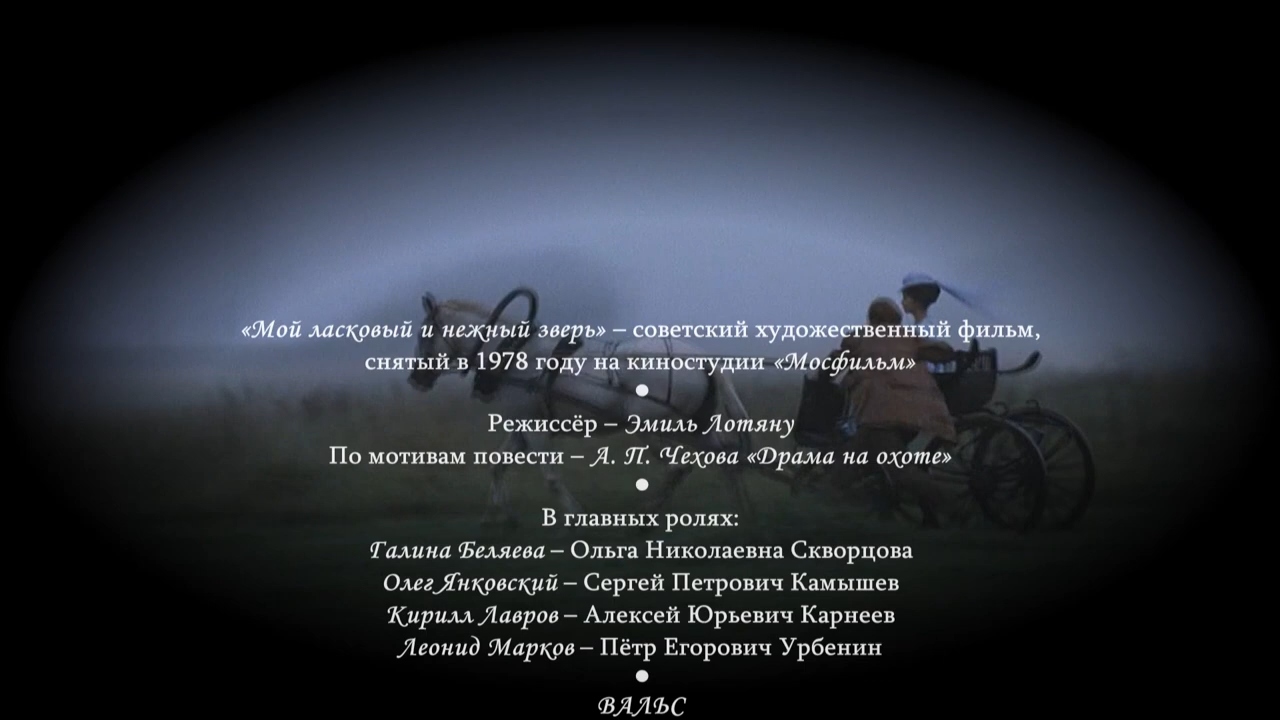 «Мой ласковый и нежный зверь» – советский художественный фильм,
снятый в 1978 году на киностудии «Мосфильм»
Режиссёр – Эмиль Лотяну
По мотивам повести – А. П. Чехова «Драма на охоте»
В главных ролях:
Галина Беляева – Ольга Николаевна Скворцова
Олег Янковский – Сергей Петрович Камышев
Кирилл Лавров – Алексей Юрьевич Карнеев
Леонид Марков – Пётр Егорович Урбенин
ВАЛЬС